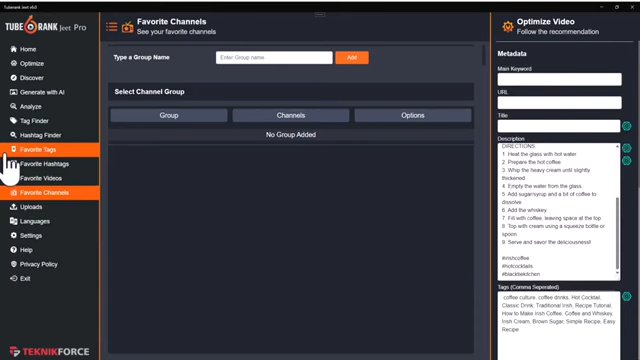 Tuberank Jeet v6.0
TUBE RANK Jeet Pro
Home
Optimize
Discover
Generate with AI
Analyze
Tag Finder
Hashtag Finder
Favorite Tags
Favorite Hashtags
Favorite Videos
Favorite Channels
Uploads
Languages
Settings
Help
Privacy Policy
Exit
TEKNIKFORCE
Favorite Channels
See your favorite channels
Type a Group Name
Enter Group name
Add
Select Channel Group
Group
Channels
Options
No Group Added
Optimize Video
Follow the recommendation
Metadata
Main Keyword
URL
Title
Description
DIRECTIONS:
1. Heat the glass with hot water
2. Prepare the hot coffee
3. Whip the heavy cream until slightly
thickened
4. Empty the water from the glass.
5. Add sugar/syrup and a bit of coffee to
dissolve
6. Add the whiskey
7. Fill with coffee, leaving space at the top
8. Top with cream using a squeeze bottle or
spoon.
9. Serve and savor the deliciousness!
#irishcoffee
#hotcocktails
#blackdekitchen
Tags (Comma Seperated)
coffee culture, coffee drinks, Hot Cocktail,
Classic Drink, Traditional Irish, Recipe Tutorial,
How to Make Irish Coffee, Coffee and Whiskey,
Irish Cream, Brown Sugar, Simple Recipe, Easy
Recipe